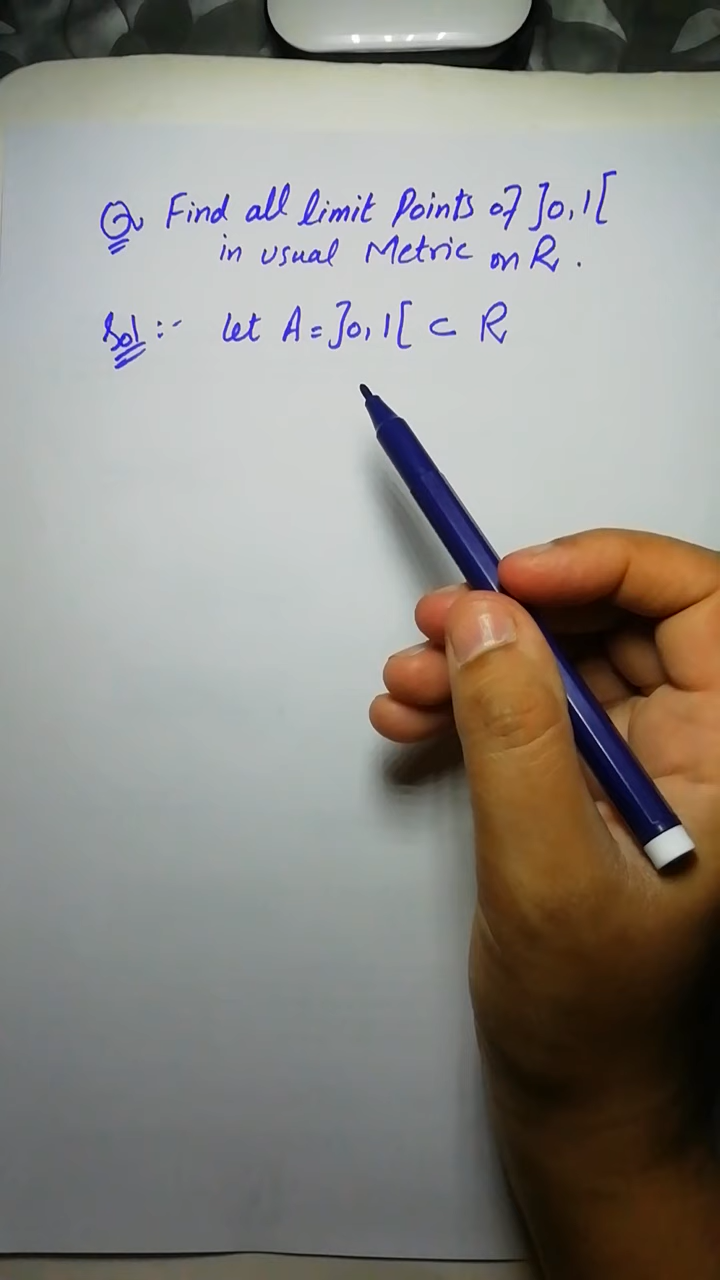 Q Find all limit Points of ]0,1[
in usual Metric on R.
Sol :- let A = ]0,1[ ⊂ R